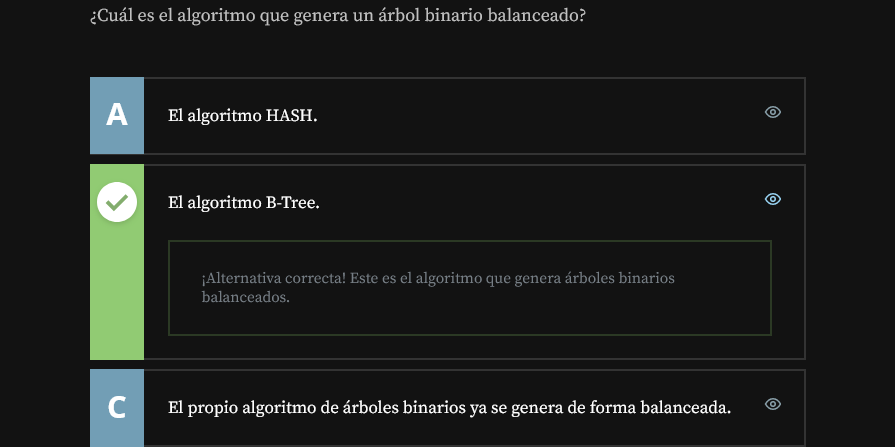 ¿Cuál es el algoritmo que genera un árbol binario balanceado?
A
El algoritmo HASH.
El algoritmo B-Tree.
¡Alternativa correcta! Este es el algoritmo que genera árboles binarios
balanceados.
C
El propio algoritmo de árboles binarios ya se genera de forma balanceada.